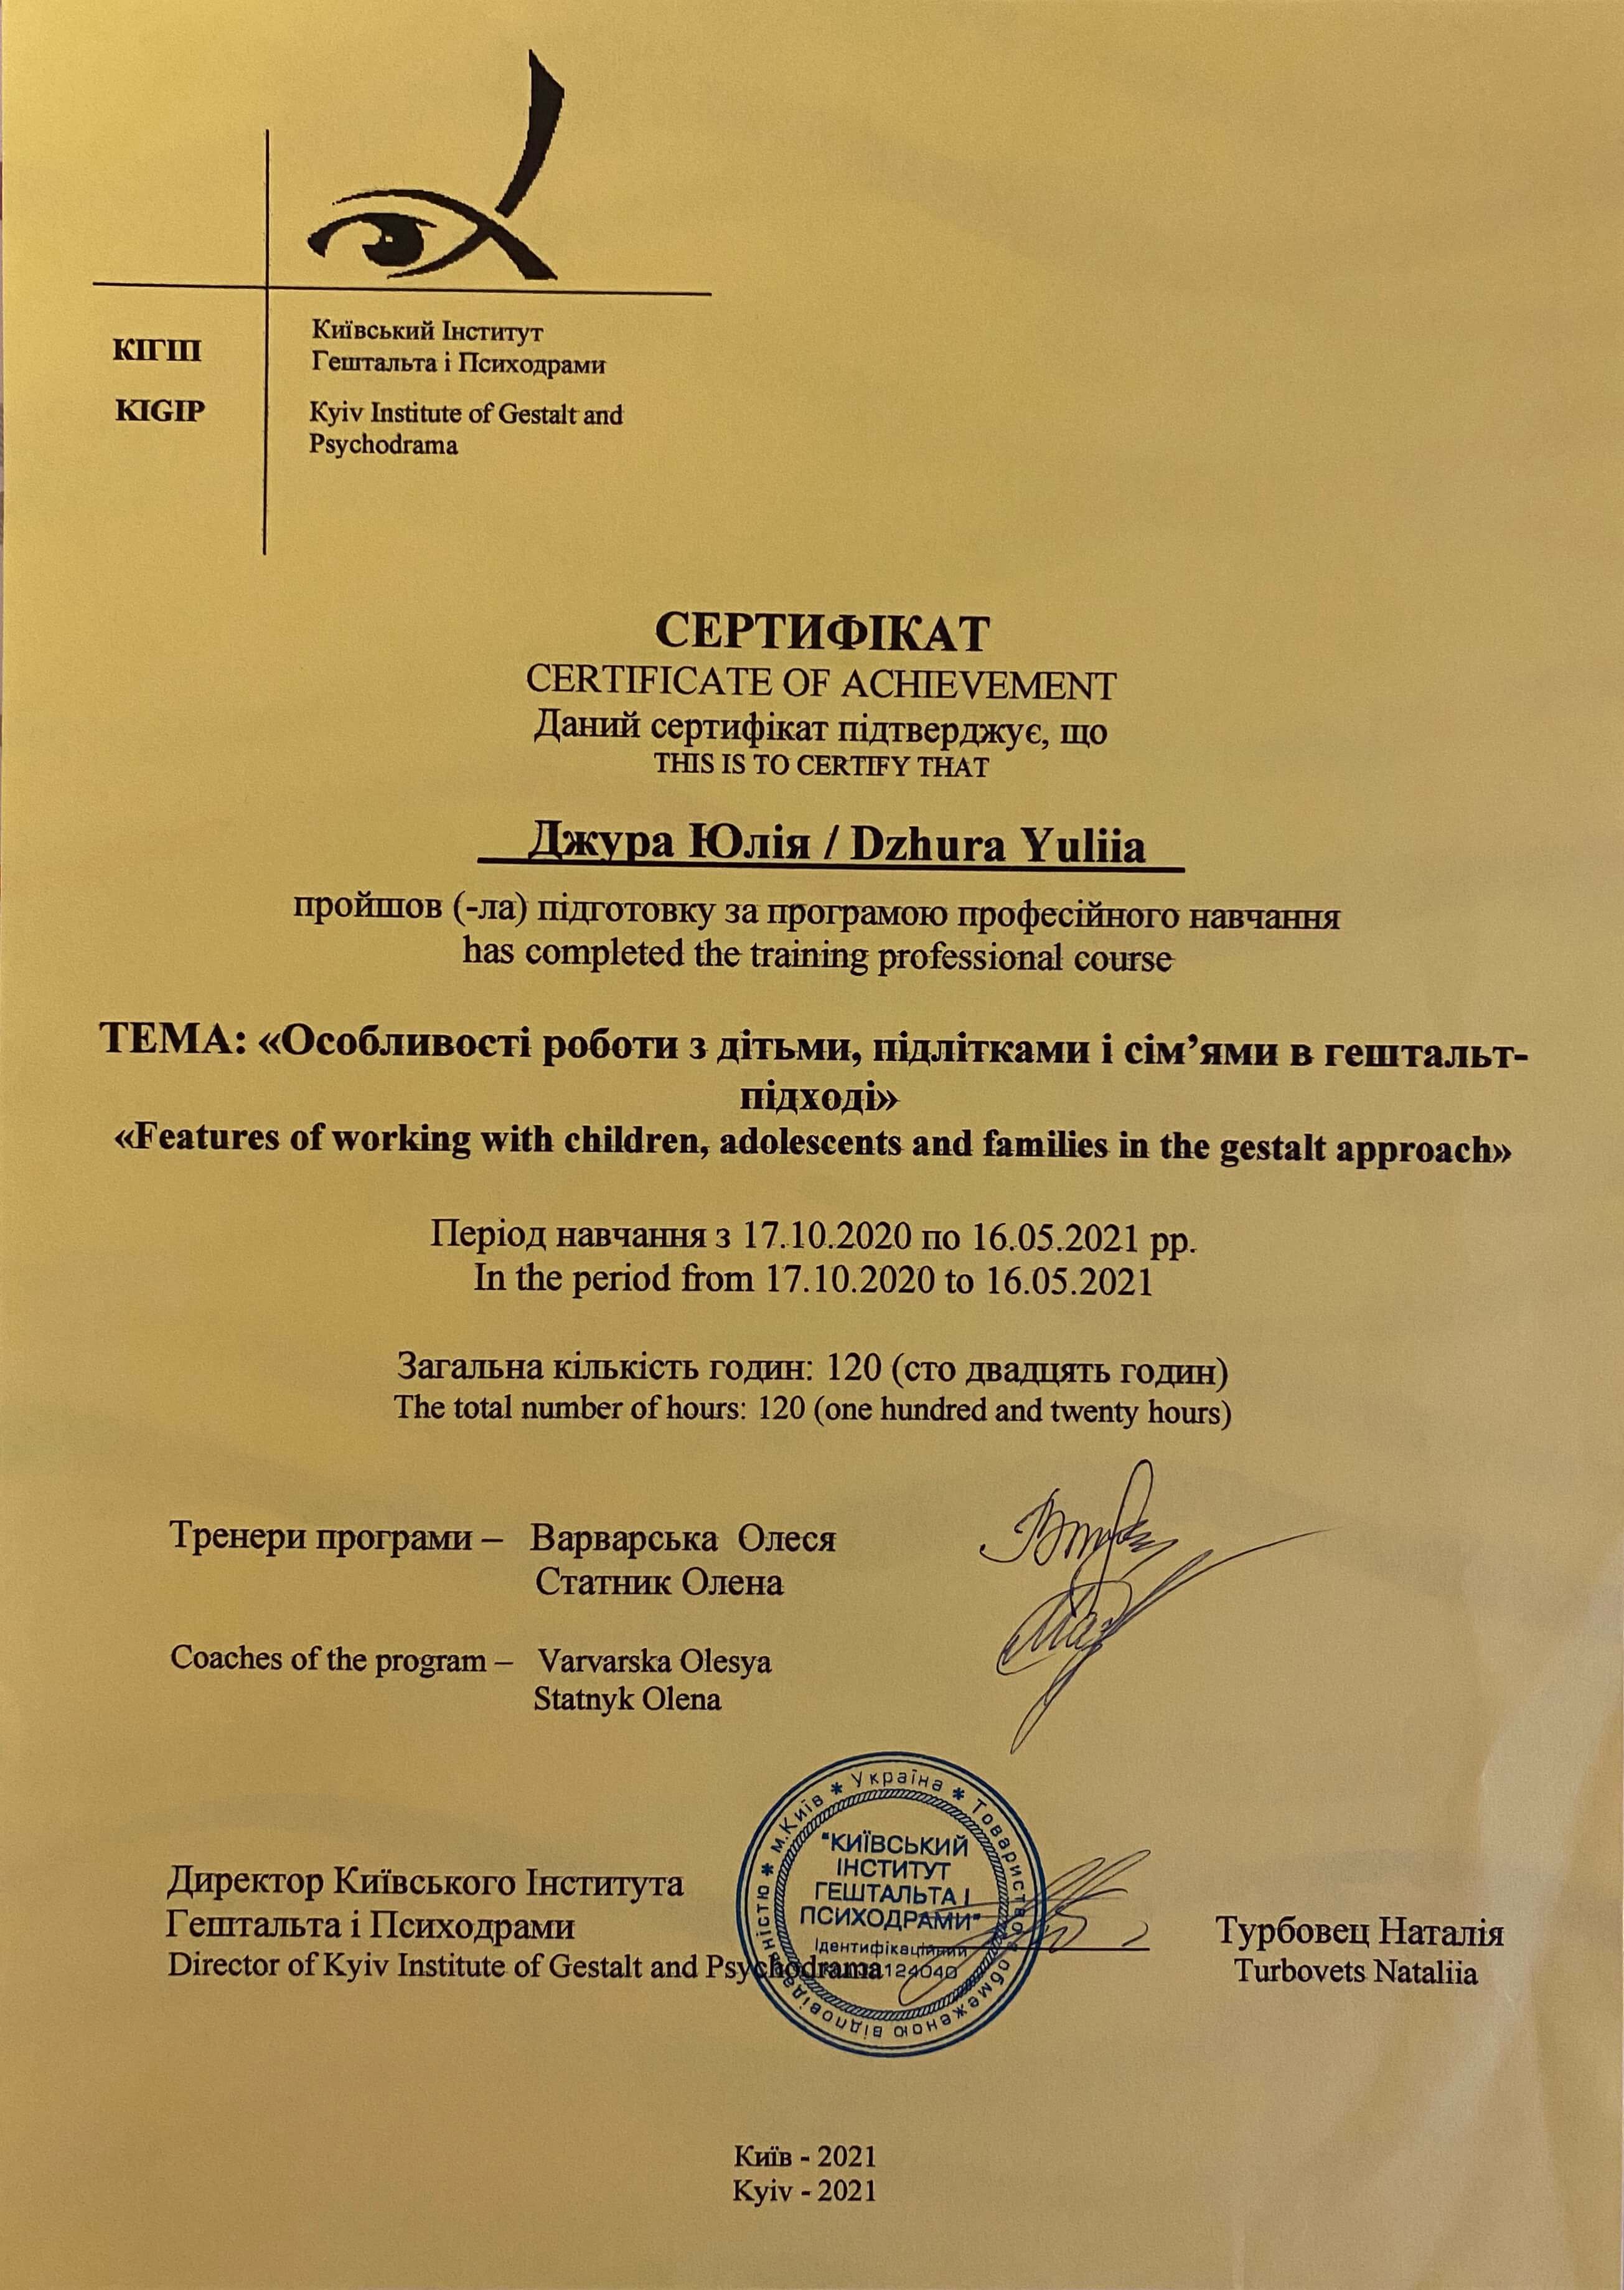 КІГІП
Київський Інститут
Гештальта і Психодрами
KIGIP
Kyiv Institute of Gestalt and
Psychodrama
СЕРТИФІКАТ
CERTIFICATE OF ACHIEVEMENT
Даний сертифікат підтверджує, що
THIS IS TO CERTIFY THAT
Джура Юлія / Dzhura Yuliia
пройшов (-ла) підготовку за програмою професійного навчання
has completed the training professional course
ТЕМА: «Особливості роботи з дітьми, підлітками і сім’ями в гештальт-
підході»
«Features of working with children, adolescents and families in the gestalt approach»
Період навчання з 17.10.2020 по 16.05.2021 рр.
In the period from 17.10.2020 to 16.05.2021
Загальна кількість годин: 120 (сто двадцять годин)
The total number of hours: 120 (one hundred and twenty hours)
Тренери програми – Варварська Олеся
Статник Олена
Coaches of the program – Varvarska Olesya
Statnyk Olena
Україна * Товариство з обмеженою відповідальністю * м.Київ *
"КИЇВСЬКИЙ
ІНСТИТУТ
ГЕШТАЛЬТА І
ПСИХОДРАМИ"
Ідентифікаційний
124040
Директор Київського Інститута
Гештальта і Психодрами
Director of Kyiv Institute of Gestalt and Psychodrama
Турбовец Наталія
Turbovets Nataliia
Київ - 2021
Kyiv - 2021